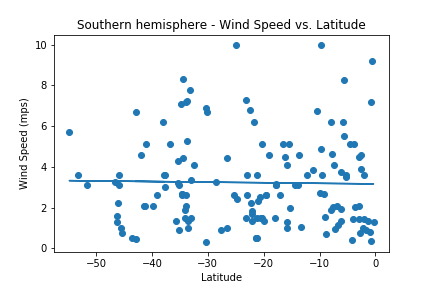 Southern hemisphere - Wind Speed vs. Latitude
10
8
6
4
2
0
Wind Speed (mps)
−50 −40 −30 −20 −10 0
Latitude